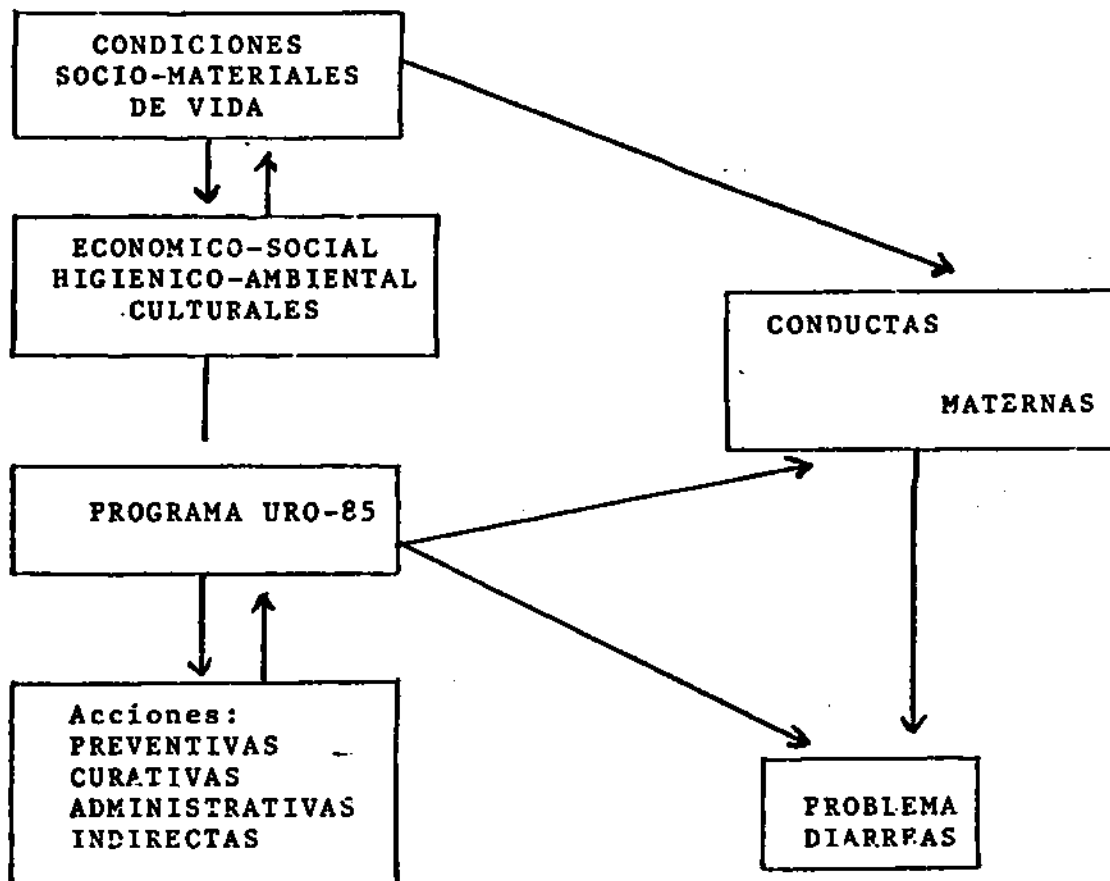 CONDICIONES
SOCIO-MATERIALES
DE VIDA
ECONOMICO-SOCIAL
HIGIENICO-AMBIENTAL
CULTURALES
CONDUCTAS
MATERNAS
PROGRAMA URO-85
Acciones:
PREVENTIVAS
CURATIVAS
ADMINISTRATIVAS
INDIRECTAS
PROBLEMA
DIARREAS